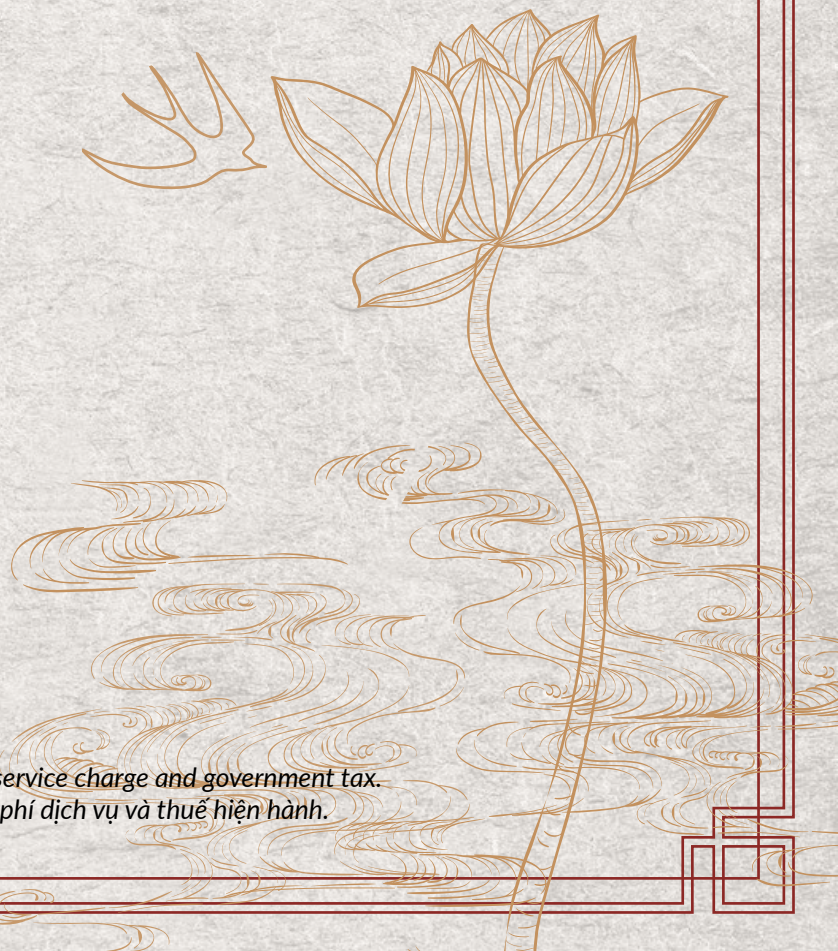 service charge and government tax.
phí dịch vụ và thuế hiện hành.